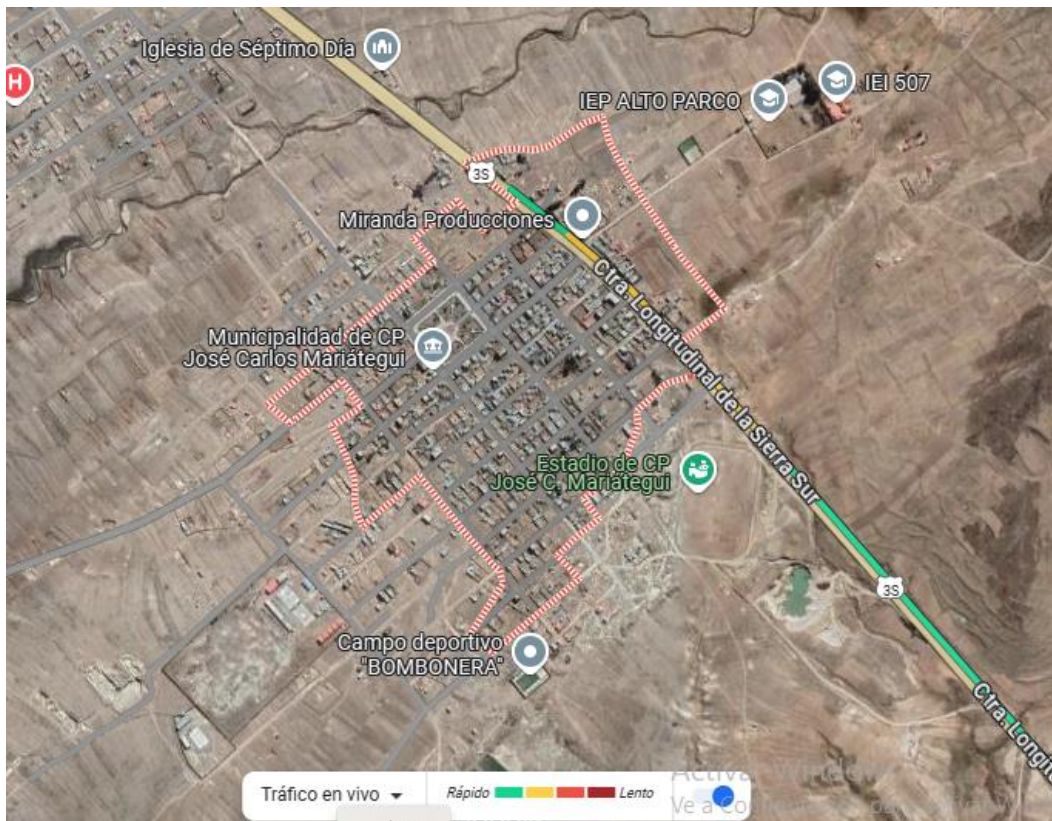 Iglesia de Séptimo Día
H
IEI 507
IEP ALTO PARCO
3S
Miranda Producciones
Ctra. Longitudinal de la Sierra Sur
Municipalidad de CP
José Carlos Mariátegui
Estadio de CP
José C. Mariátegui
3S
Campo deportivo
"BOMBONERA"
Ctra. Longit
Tráfico en vivo
Rápido
Lento
Ve a Co